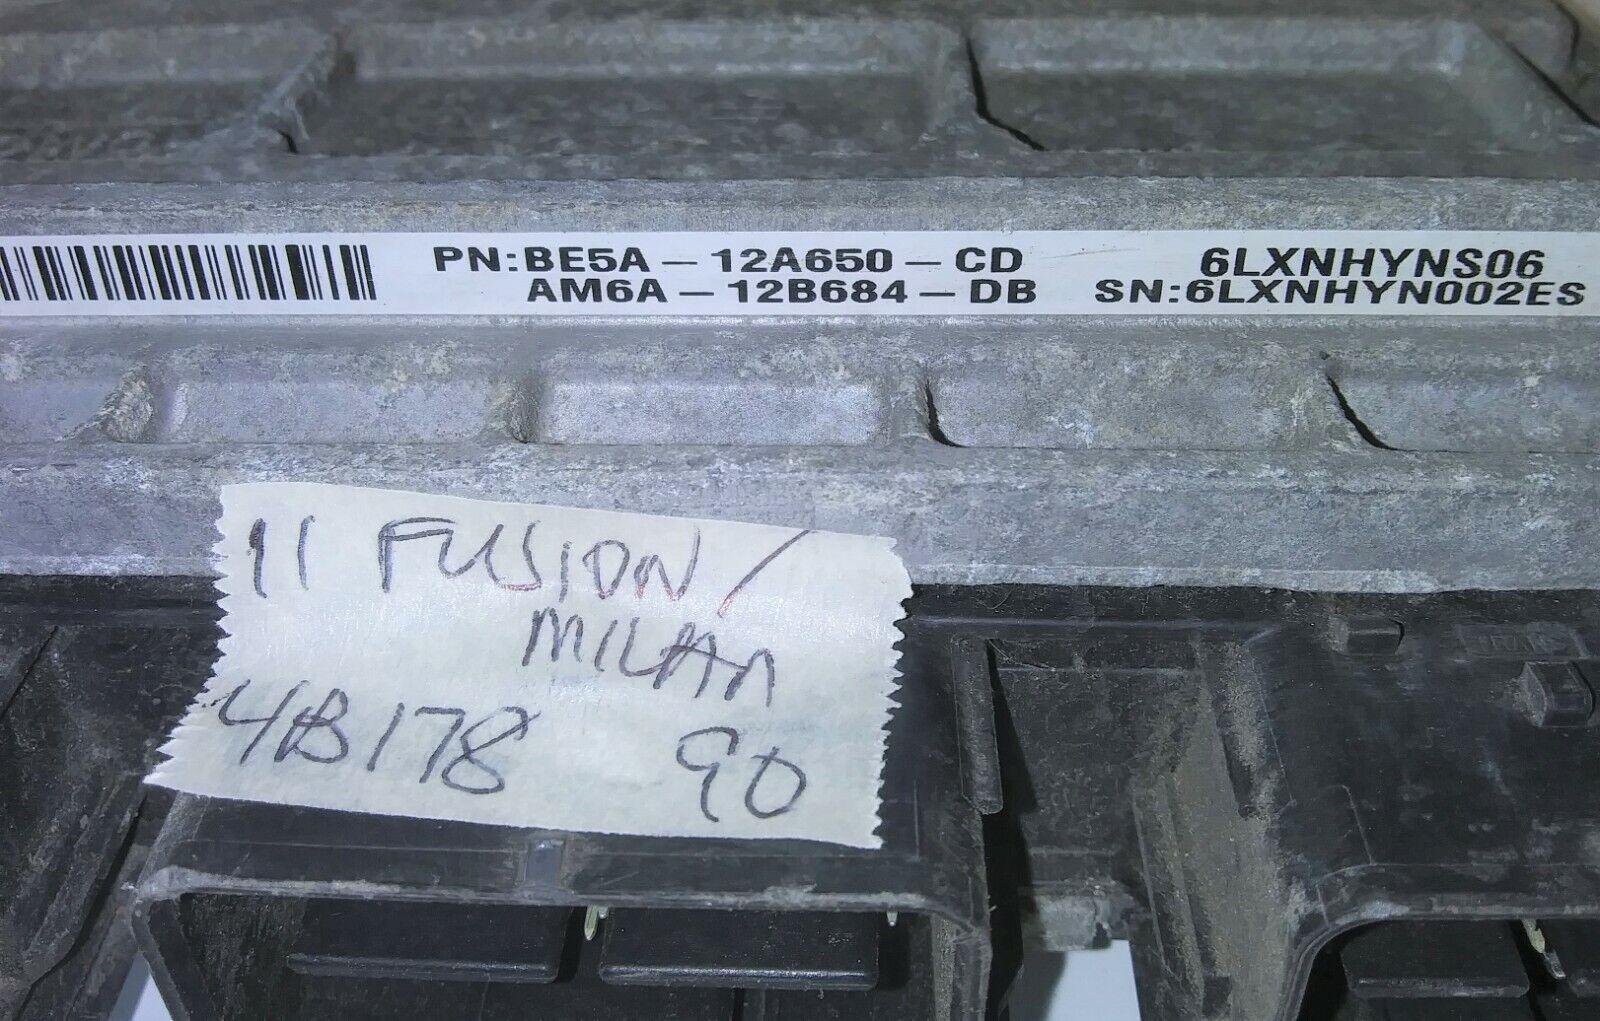 PN:BE5A-12A650-CD 6LXNHYNS06
AM6A-12B684-DB SN:6LXNHYN002ES
11 FUSION/
MILAN
4B178 90